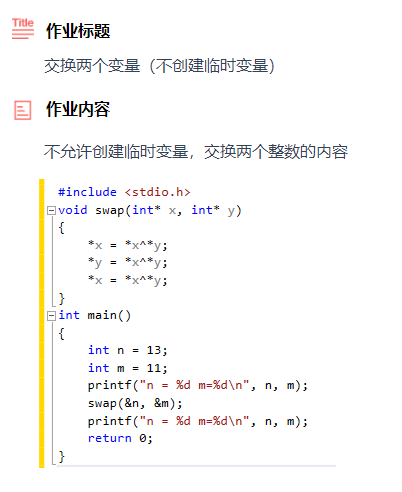 Title
作业标题
交换两个变量（不创建临时变量）
作业内容
不允许创建临时变量，交换两个整数的内容
#include <stdio.h>
void swap(int* x, int* y)
{
    *x = *x^*y;
    *y = *x^*y;
    *x = *x^*y;
}
int main()
{
    int n = 13;
    int m = 11;
    printf("n = %d m=%d\n", n, m);
    swap(&n, &m);
    printf("n = %d m=%d\n", n, m);
    return 0;
}